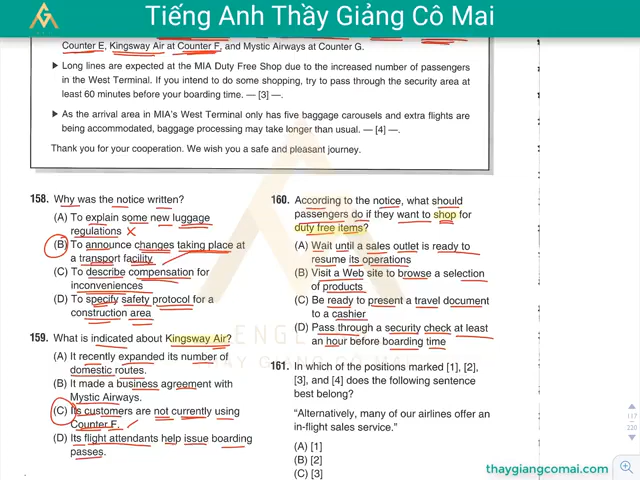 Tiếng Anh Thầy Giảng Cô Mai
Counter E, Kingsway Air at Counter F, and Mystic Airways at Counter G.
Long lines are expected at the MIA Duty Free Shop due to the increased number of passengers
in the West Terminal. If you intend to do some shopping, try to pass through the security area at
least 60 minutes before your boarding time. — [3] —.
As the arrival area in MIA's West Terminal only has five baggage carousels and extra flights are
being accommodated, baggage processing may take longer than usual. — [4] —.
Thank you for your cooperation. We wish you a safe and pleasant journey.
158. Why was the notice written?
(A) To explain some new luggage
regulations
(B) To announce changes taking place at
a transport facility
(C) To describe compensation for
inconveniences
(D) To specify safety protocol for a
construction area
159. What is indicated about Kingsway Air?
(A) It recently expanded its number of
domestic routes.
(B) It made a business agreement with
Mystic Airways.
(C) Its customers are not currently using
Counter F.
(D) Its flight attendants help issue boarding
passes.
160. According to the notice, what should
passengers do if they want to shop for
duty free items?
(A) Wait until a sales outlet is ready to
resume its operations
(B) Visit a Web site to browse a selection
of products
(C) Be ready to present a travel document
to a cashier
(D) Pass through a security check at least
an hour before boarding time
161. In which of the positions marked [1], [2],
[3], and [4] does the following sentence
best belong?
"Alternatively, many of our airlines offer an
in-flight sales service."
(A) [1]
(B) [2]
(C) [3]
117
220
thaygiangcomai.com